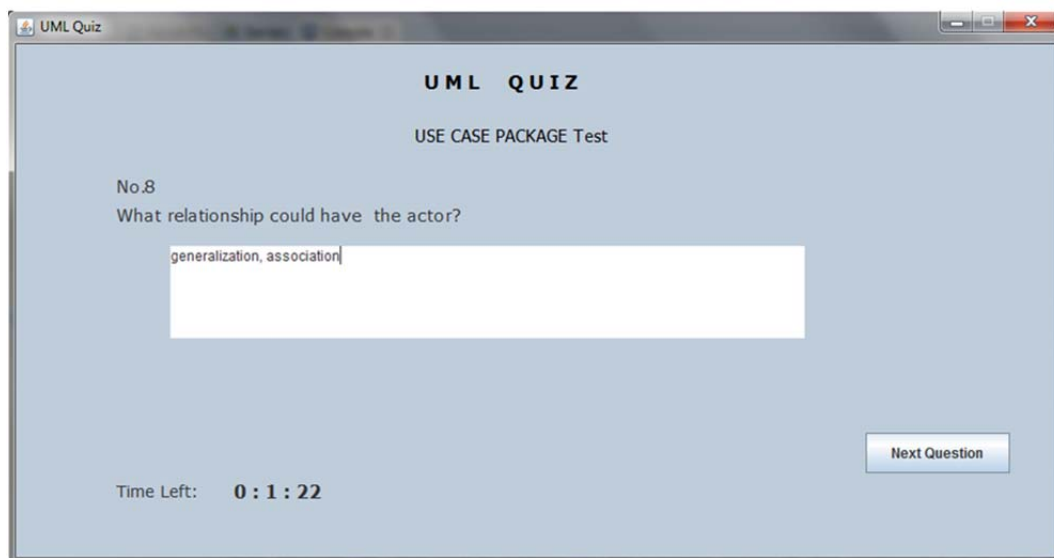 UML Quiz
UML QUIZ
USE CASE PACKAGE Test
No.8
What relationship could have the actor?
generalization, association
Next Question
Time Left: 0 : 1 : 22